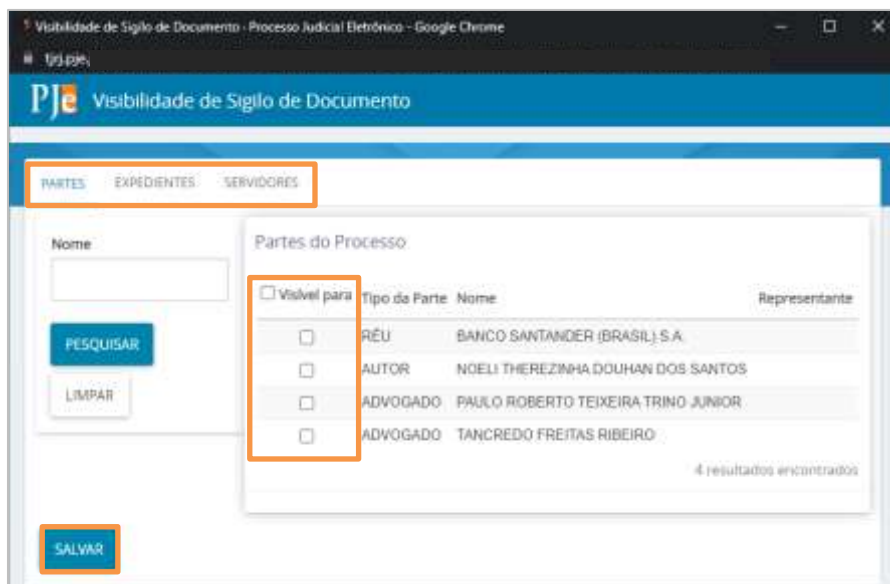 Visibilidade de Sigilo de Documento - Processo Judicial Eletrônico - Google Chrome
tjrj.pje.
PJe Visibilidade de Sigilo de Documento
PARTES EXPEDIENTES SERVIDORES
Nome
PESQUISAR
LIMPAR
Partes do Processo
Visível para Tipo da Parte Nome Representante
RÉU BANCO SANTANDER (BRASIL) S.A.
AUTOR NOELI THEREZINHA DOUHAN DOS SANTOS
ADVOGADO PAULO ROBERTO TEIXEIRA TRINO JUNIOR
ADVOGADO TANCREDO FREITAS RIBEIRO
4 resultados encontrados
SALVAR